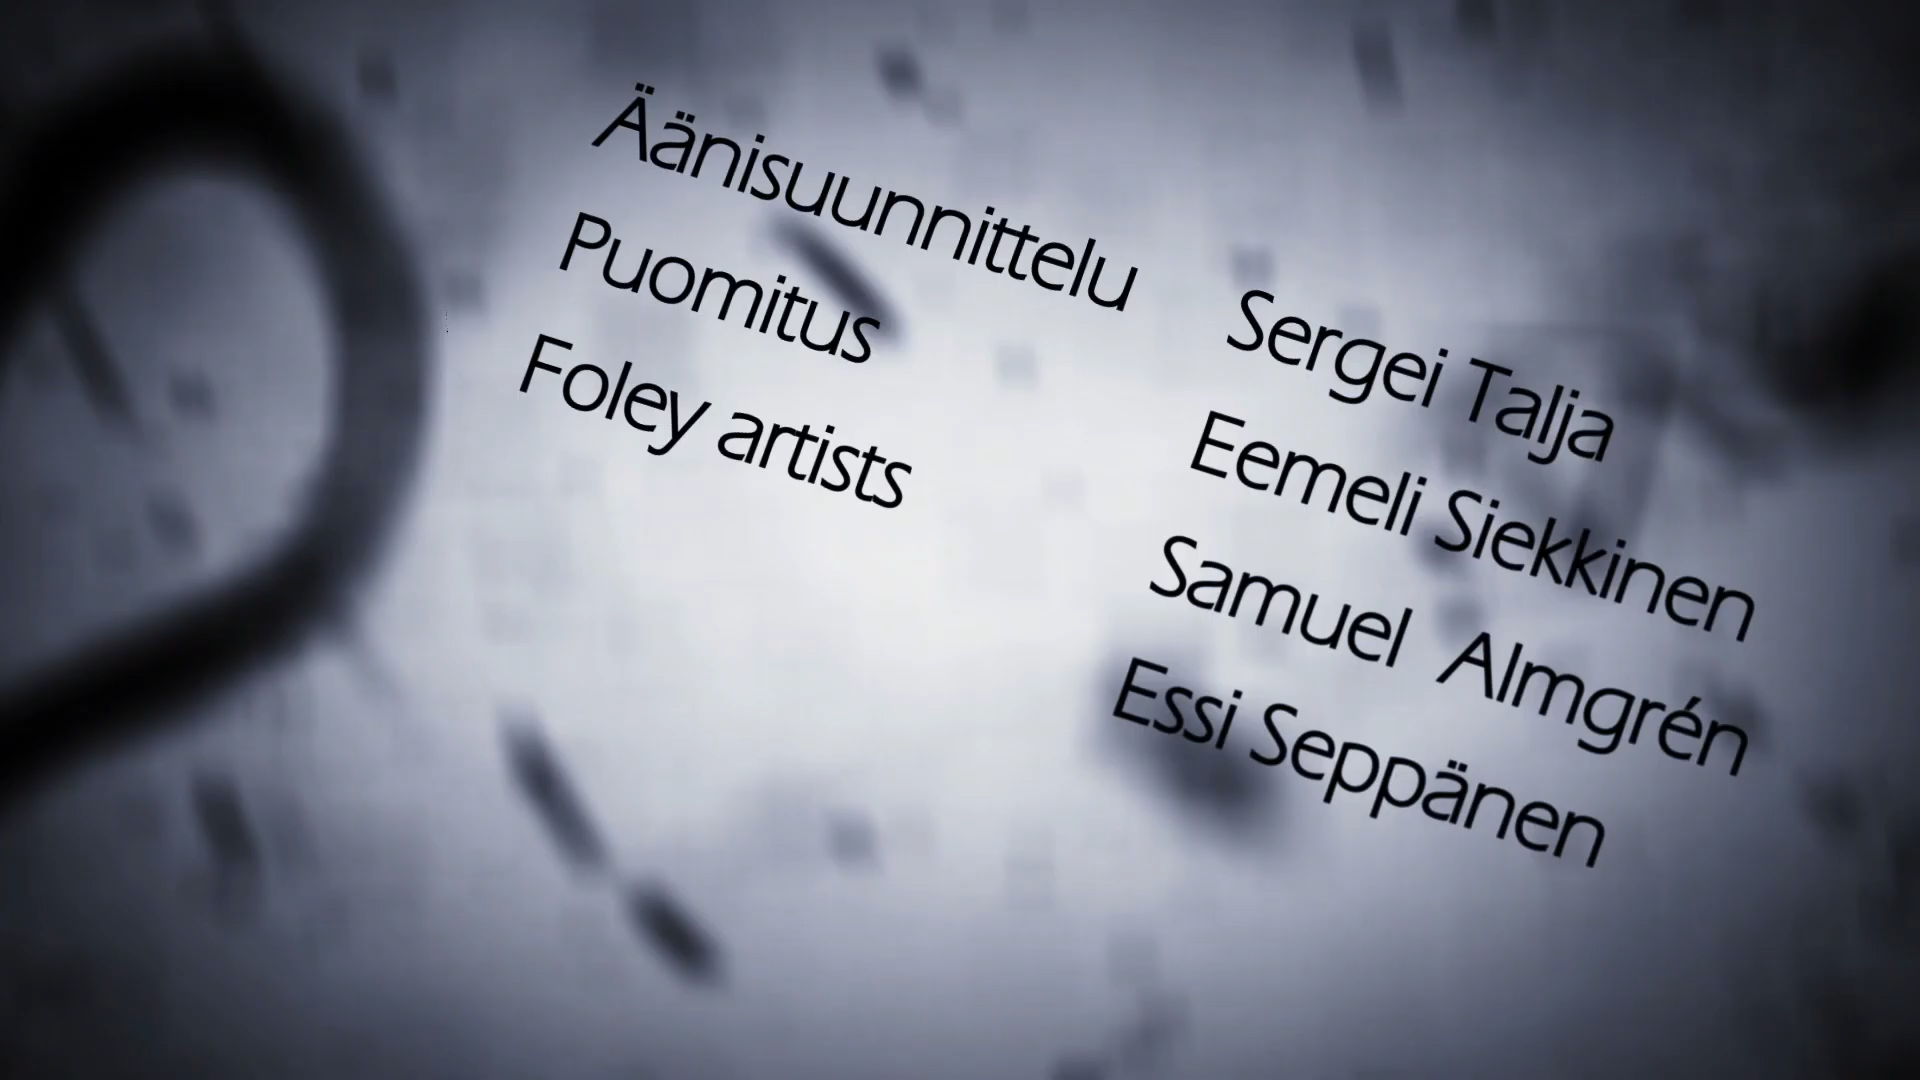 Äänisuunnittelu Sergei Talja
Puomitus Eemeli Siekkinen
Foley artists Samuel Almgrén
Essi Seppänen